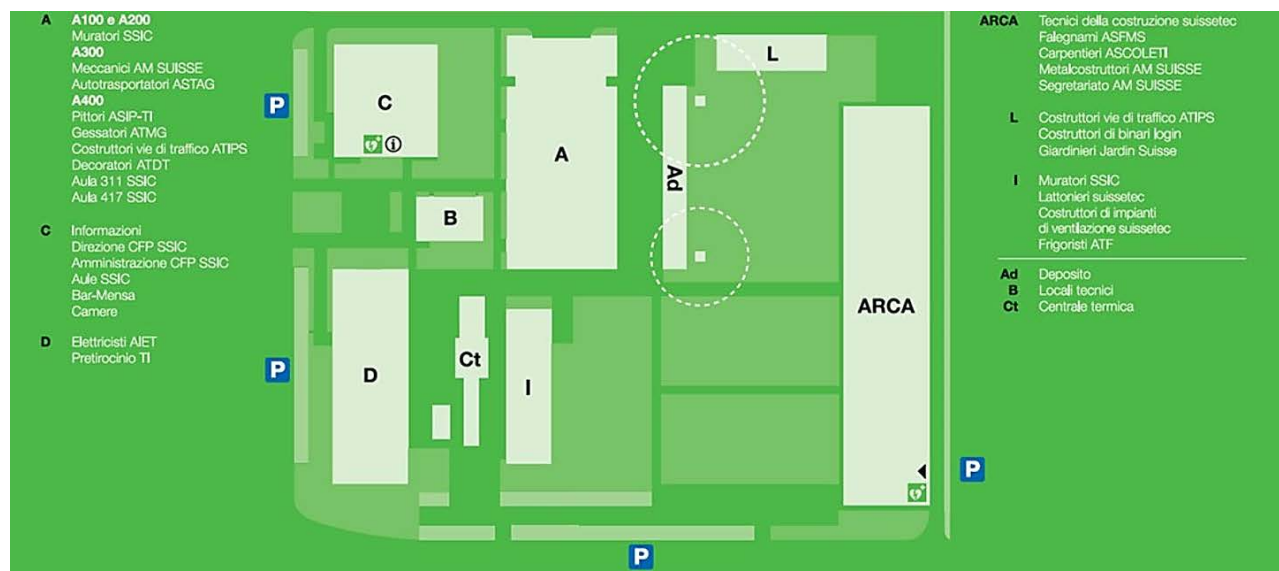 A A100 e A200
Muratori SSIC
A300
Meccanici AM SUISSE
Autotrasportatori ASTAG
A400
Pittori ASIP-TI
Gessatori ATMG
Costruttori vie di traffico ATIPS
Decoratori ATDT
Aula 311 SSIC
Aula 417 SSIC
C Informazioni
Direzione CFP SSIC
Amministrazione CFP SSIC
Aule SSIC
Bar-Mensa
Camere
D Elettricisti AIET
Pretirocinio TI
P
C
i
A
L
Ad
B
P
D
Ct
I
ARCA
P
P
ARCA Tecnici della costruzione suissetec
Falegnami ASFMS
Carpentieri ASCOLETI
Metalcostruttori AM SUISSE
Segretariato AM SUISSE
L Costruttori vie di traffico ATIPS
Costruttori di binari login
Giardinieri Jardin Suisse
I Muratori SSIC
Lattonieri suissetec
Costruttori di impianti
di ventilazione suissetec
Frigoristi ATF
Ad Deposito
B Locali tecnici
Ct Centrale termica